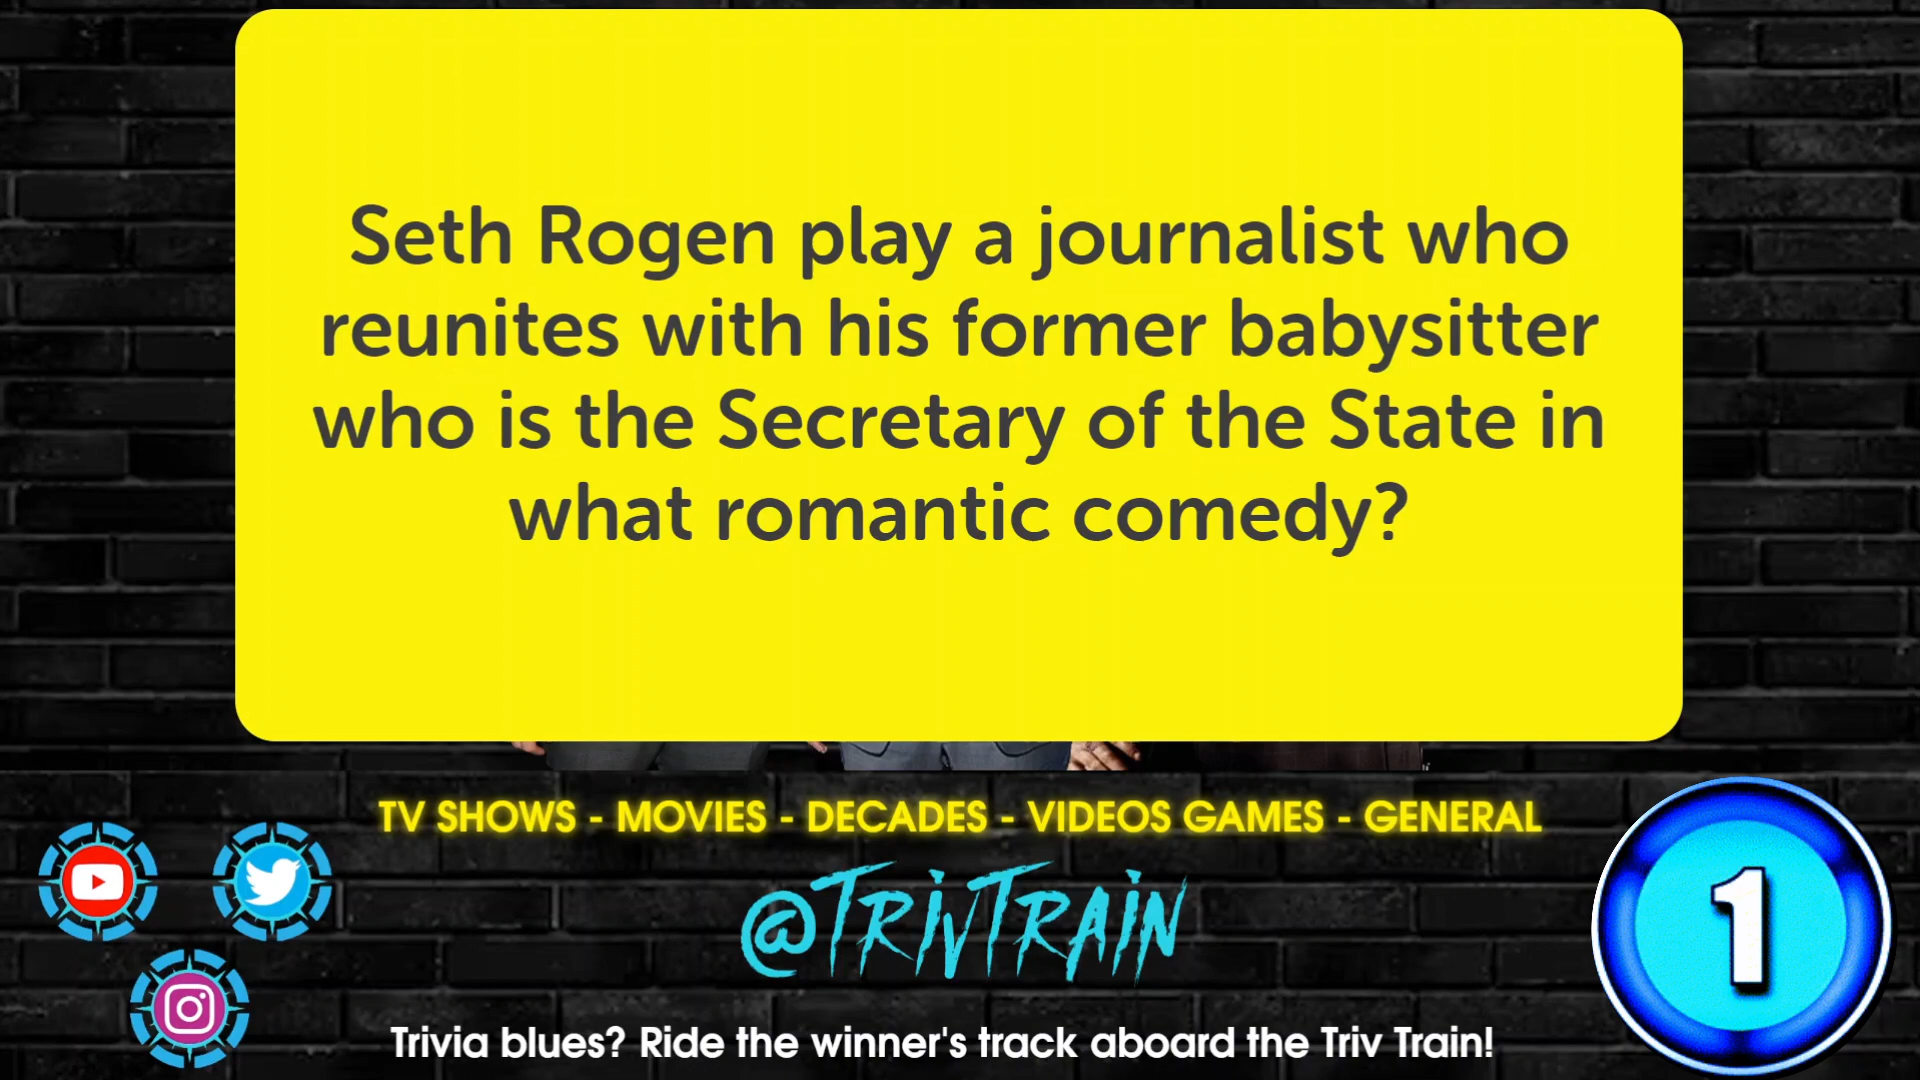 Seth Rogen play a journalist who
reunites with his former babysitter
who is the Secretary of the State in
what romantic comedy?
TV SHOWS - MOVIES - DECADES - VIDEOS GAMES - GENERAL
@TRIVTRAIN
1
Trivia blues? Ride the winner's track aboard the Triv Train!